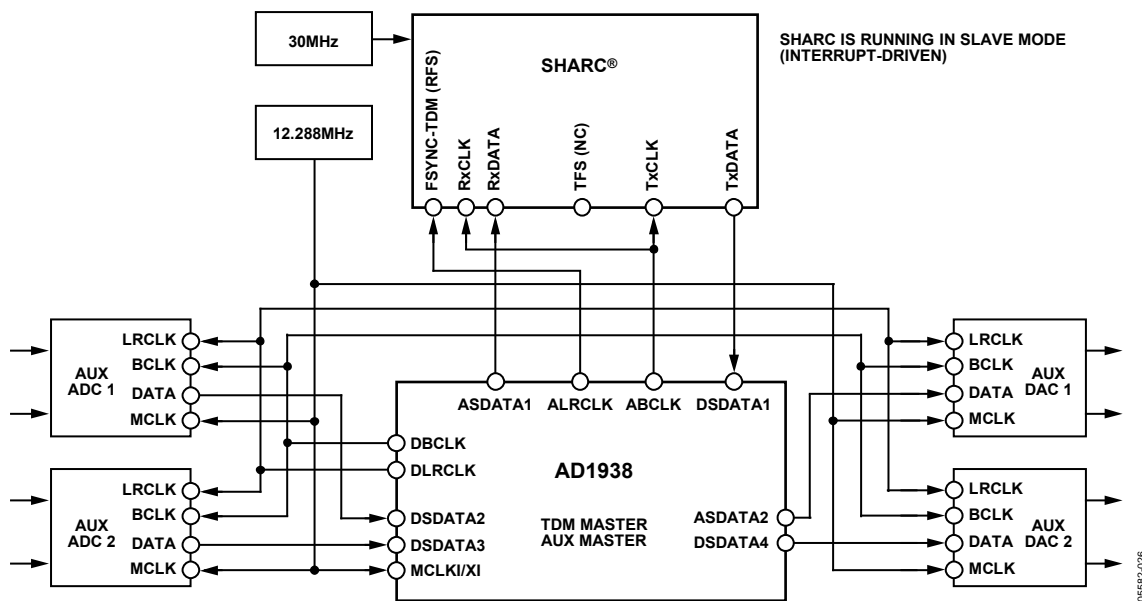 30MHz
SHARC®
SHARC IS RUNNING IN SLAVE MODE
(INTERRUPT-DRIVEN)
12.288MHz
FSYNC-TDM (RFS)
RxCLK
RxDATA
TFS (NC)
TxCLK
TxDATA
AUX
ADC 1
LRCLK
BCLK
DATA
MCLK
AUX
ADC 2
LRCLK
BCLK
DATA
MCLK
ASDATA1
ALRCLK
ABCLK
DSDATA1
DBCLK
DLRCLK
DSDATA2
DSDATA3
MCLKI/XI
AD1938
TDM MASTER
AUX MASTER
ASDATA2
DSDATA4
LRCLK
BCLK
DATA
MCLK
AUX
DAC 1
LRCLK
BCLK
DATA
MCLK
AUX
DAC 2
05582-026